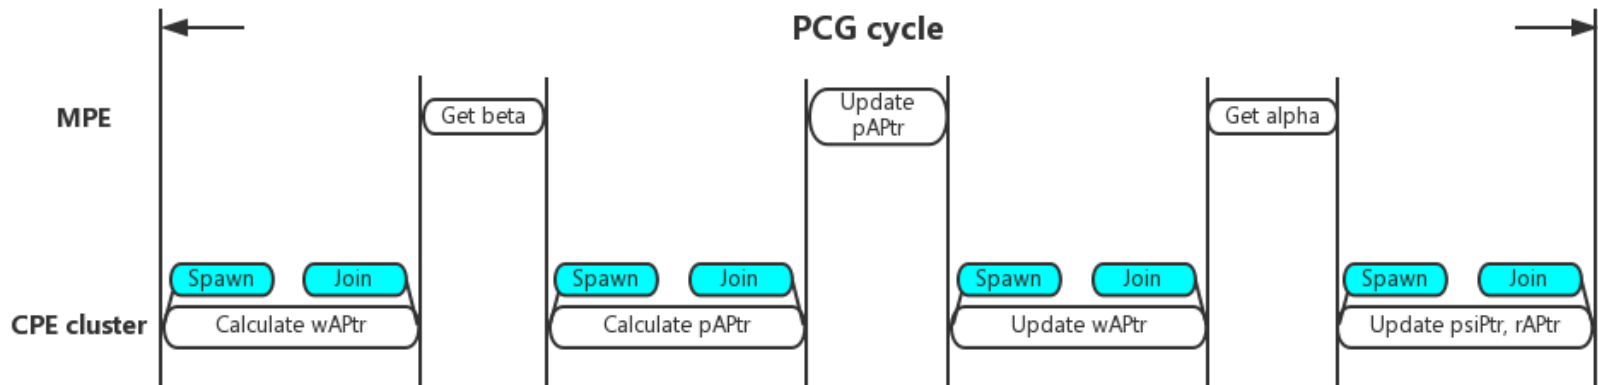 PCG cycle
MPE
Get beta
Update
pAPtr
Get alpha
Spawn
Join
Spawn
Join
Spawn
Join
Spawn
Join
CPE cluster
Calculate wAPtr
Calculate pAPtr
Update wAPtr
Update psiPtr, rAPtr